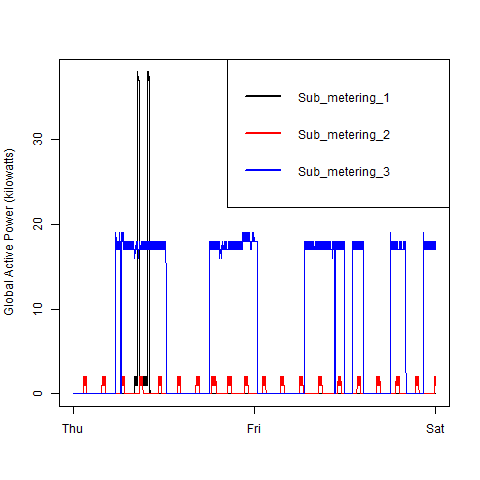 Sub_metering_1
Sub_metering_2
Sub_metering_3
Global Active Power (kilowatts)
30
20
10
0
Thu Fri Sat